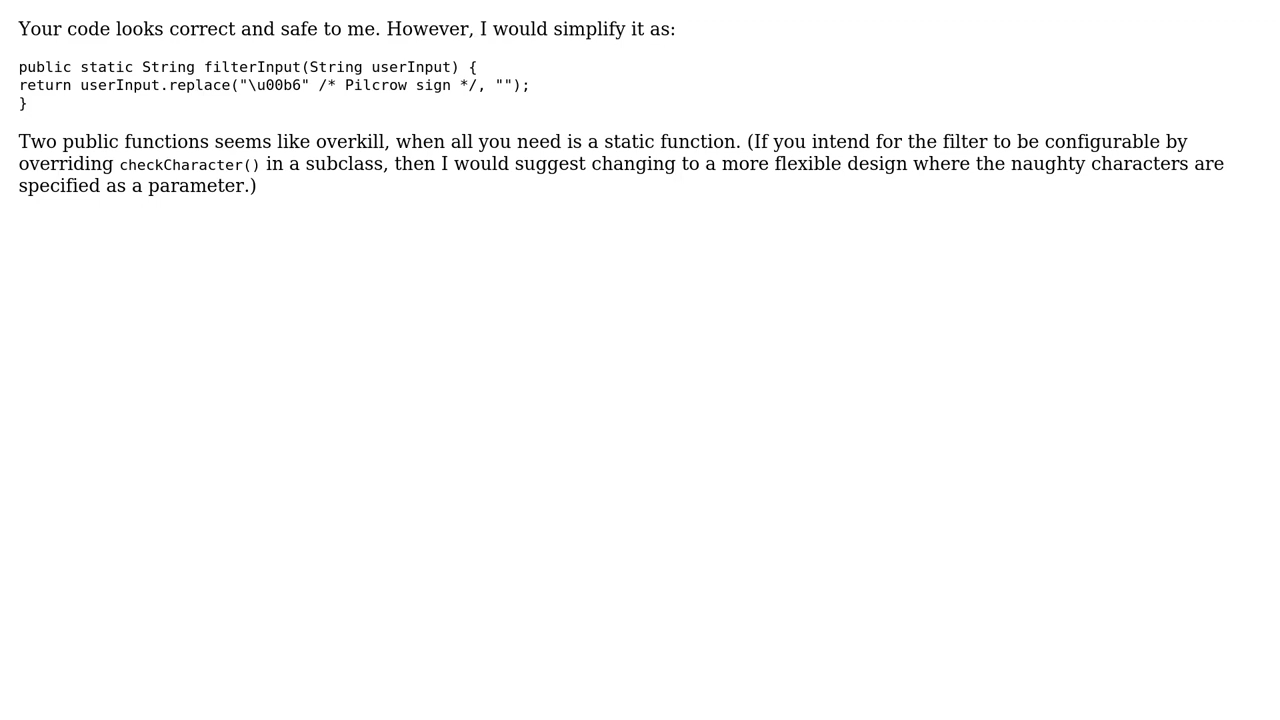 Your code looks correct and safe to me. However, I would simplify it as:
public static String filterInput(String userInput) {
return userInput.replace("\u00b6" /* Pilcrow sign */, "");
}
Two public functions seems like overkill, when all you need is a static function. (If you intend for the filter to be configurable by
overriding checkCharacter() in a subclass, then I would suggest changing to a more flexible design where the naughty characters are
specified as a parameter.)